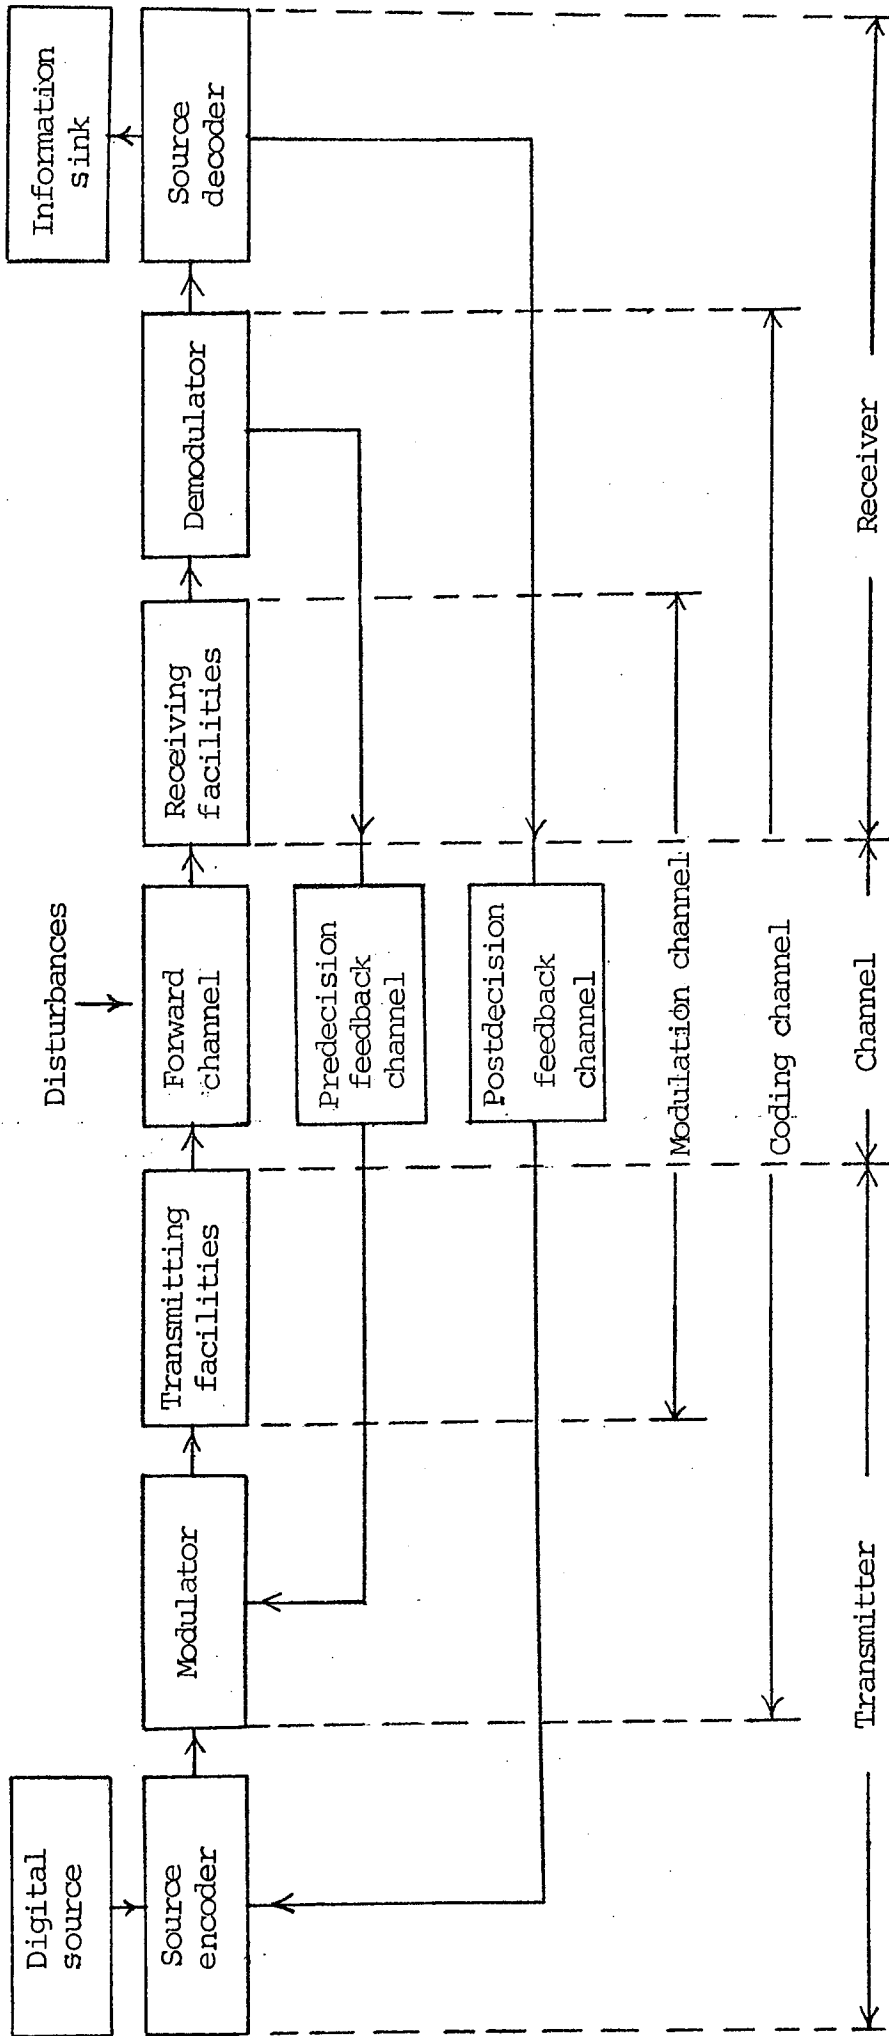 Digital
source
Information
sink
Disturbances
Source
encoder
Modulator
Transmitting
facilities
Forward
channel
Receiving
facilities
Demodulator
Source
decoder
Predecision
feedback
channel
Postdecision
feedback
channel
Modulation channel
Coding channel
Transmitter
Channel
Receiver